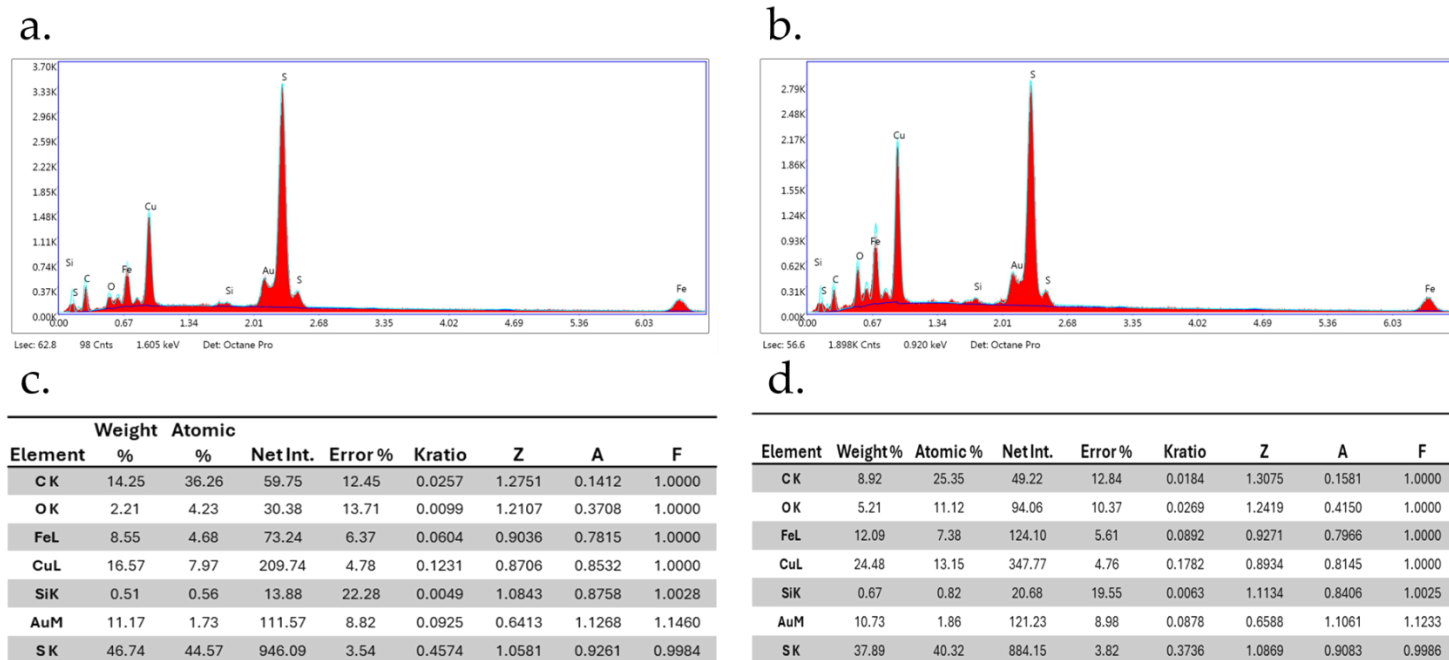 a.
b.
3.70K
3.33K
2.96K
2.59K
2.22K
1.85K
1.48K
1.11K
0.74K
0.37K
0.00K
Si
S
C
O
Fe
Cu
Si
Au
S
S
Fe
0.00 0.67 1.34 2.01 2.68 3.35 4.02 4.69 5.36 6.03
Lsec: 62.8 98 Cnts 1.605 keV Det: Octane Pro
2.79K
2.48K
2.17K
1.86K
1.55K
1.24K
0.93K
0.62K
0.31K
0.00K
Si
S
C
O
Fe
Cu
Si
Au
S
S
Fe
0.00 0.67 1.34 2.01 2.68 3.35 4.02 4.69 5.36 6.03
Lsec: 56.6 1.898K Cnts 0.920 keV Det: Octane Pro
c.
Weight Atomic
Element % % Net Int. Error % Kratio Z A F
C K 14.25 36.26 59.75 12.45 0.0257 1.2751 0.1412 1.0000
O K 2.21 4.23 30.38 13.71 0.0099 1.2107 0.3708 1.0000
FeL 8.55 4.68 73.24 6.37 0.0604 0.9036 0.7815 1.0000
CuL 16.57 7.97 209.74 4.78 0.1231 0.8706 0.8532 1.0000
SiK 0.51 0.56 13.88 22.28 0.0049 1.0843 0.8758 1.0028
AuM 11.17 1.73 111.57 8.82 0.0925 0.6413 1.1268 1.1460
S K 46.74 44.57 946.09 3.54 0.4574 1.0581 0.9261 0.9984
d.
Element Weight % Atomic % Net Int. Error % Kratio Z A F
C K 8.92 25.35 49.22 12.84 0.0184 1.3075 0.1581 1.0000
O K 5.21 11.12 94.06 10.37 0.0269 1.2419 0.4150 1.0000
FeL 12.09 7.38 124.10 5.61 0.0892 0.9271 0.7966 1.0000
CuL 24.48 13.15 347.77 4.76 0.1782 0.8934 0.8145 1.0000
SiK 0.67 0.82 20.68 19.55 0.0063 1.1134 0.8406 1.0025
AuM 10.73 1.86 121.23 8.98 0.0878 0.6588 1.1061 1.1233
S K 37.89 40.32 884.15 3.82 0.3736 1.0869 0.9083 0.9986